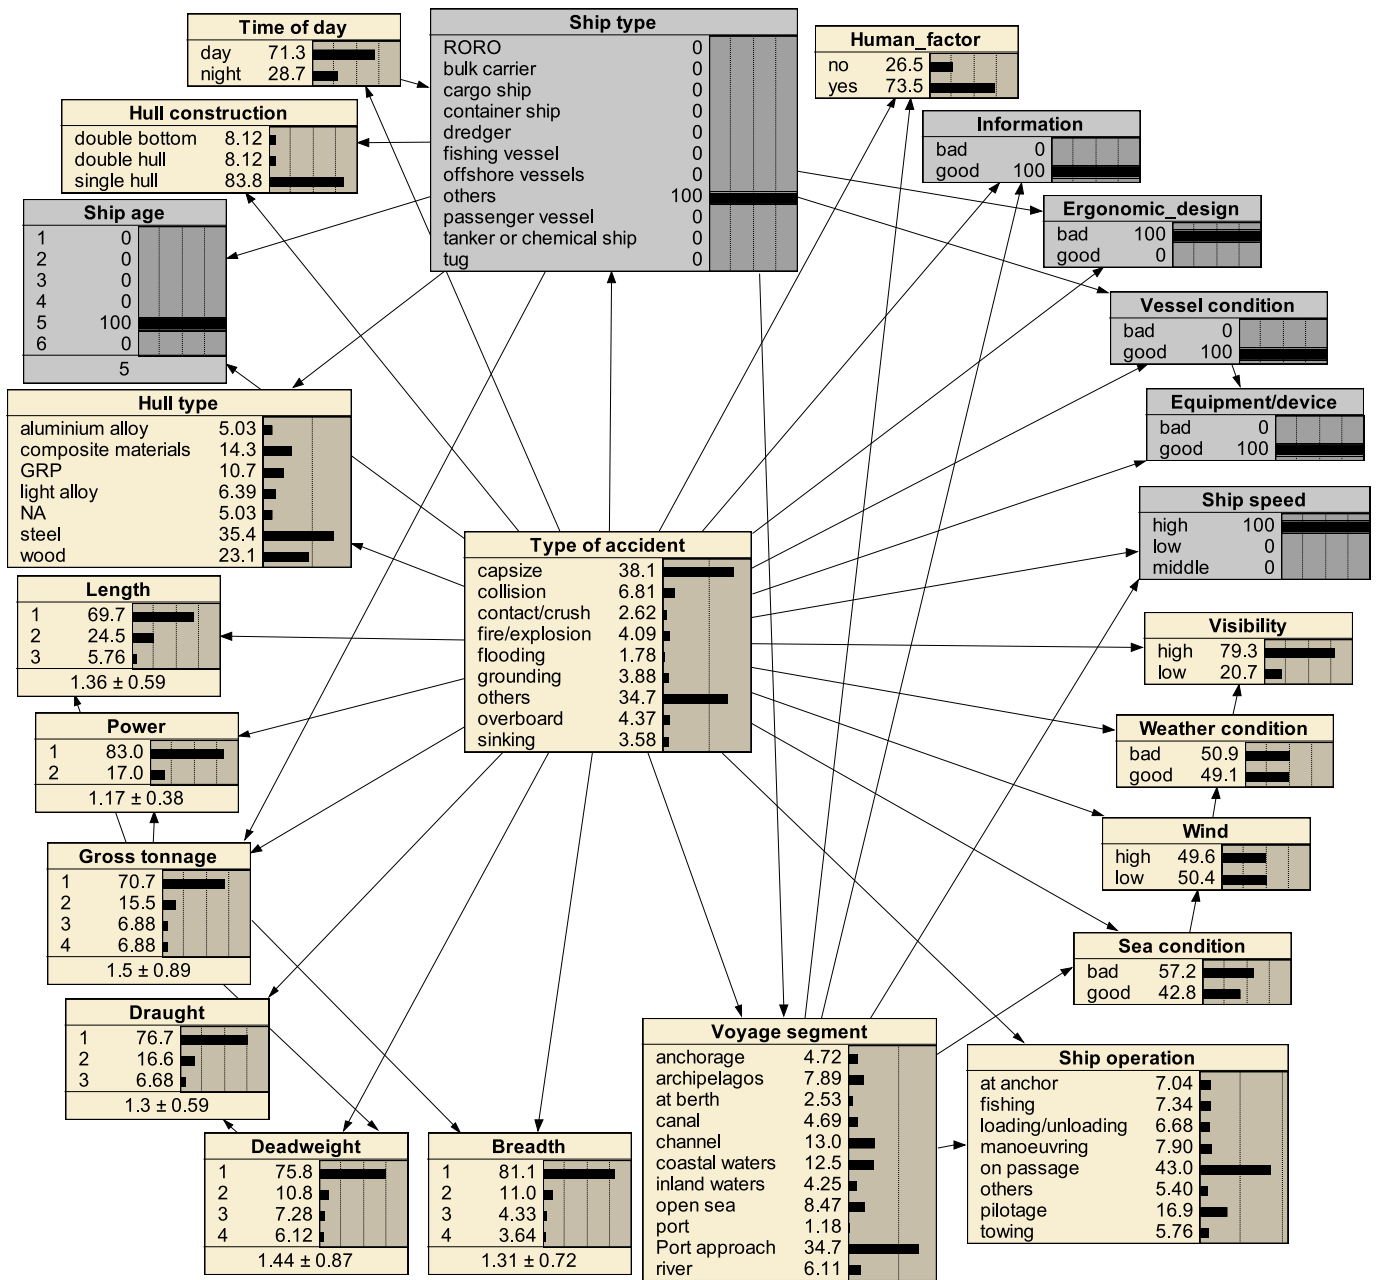 Time of day
day 71.3
night 28.7
Ship type
RORO 0
bulk carrier 0
cargo ship 0
container ship 0
dredger 0
fishing vessel 0
offshore vessels 0
others 100
passenger vessel 0
tanker or chemical ship 0
tug 0
Human_factor
no 26.5
yes 73.5
Hull construction
double bottom 8.12
double hull 8.12
single hull 83.8
Information
bad 0
good 100
Ship age
1 0
2 0
3 0
4 0
5 100
6 0
5
Ergonomic_design
bad 100
good 0
Vessel condition
bad 0
good 100
Hull type
aluminium alloy 5.03
composite materials 14.3
GRP 10.7
light alloy 6.39
NA 5.03
steel 35.4
wood 23.1
Equipment/device
bad 0
good 100
Ship speed
high 100
low 0
middle 0
Type of accident
capsize 38.1
collision 6.81
contact/crush 2.62
fire/explosion 4.09
flooding 1.78
grounding 3.88
others 34.7
overboard 4.37
sinking 3.58
Length
1 69.7
2 24.5
3 5.76
1.36 ± 0.59
Visibility
high 79.3
low 20.7
Power
1 83.0
2 17.0
1.17 ± 0.38
Weather condition
bad 50.9
good 49.1
Wind
high 49.6
low 50.4
Gross tonnage
1 70.7
2 15.5
3 6.88
4 6.88
1.5 ± 0.89
Sea condition
bad 57.2
good 42.8
Draught
1 76.7
2 16.6
3 6.68
1.3 ± 0.59
Voyage segment
anchorage 4.72
archipelagos 7.89
at berth 2.53
canal 4.69
channel 13.0
coastal waters 12.5
inland waters 4.25
open sea 8.47
port 1.18
Port approach 34.7
river 6.11
Ship operation
at anchor 7.04
fishing 7.34
loading/unloading 6.68
manoeuvring 7.90
on passage 43.0
others 5.40
pilotage 16.9
towing 5.76
Deadweight
1 75.8
2 10.8
3 7.28
4 6.12
1.44 ± 0.87
Breadth
1 81.1
2 11.0
3 4.33
4 3.64
1.31 ± 0.72